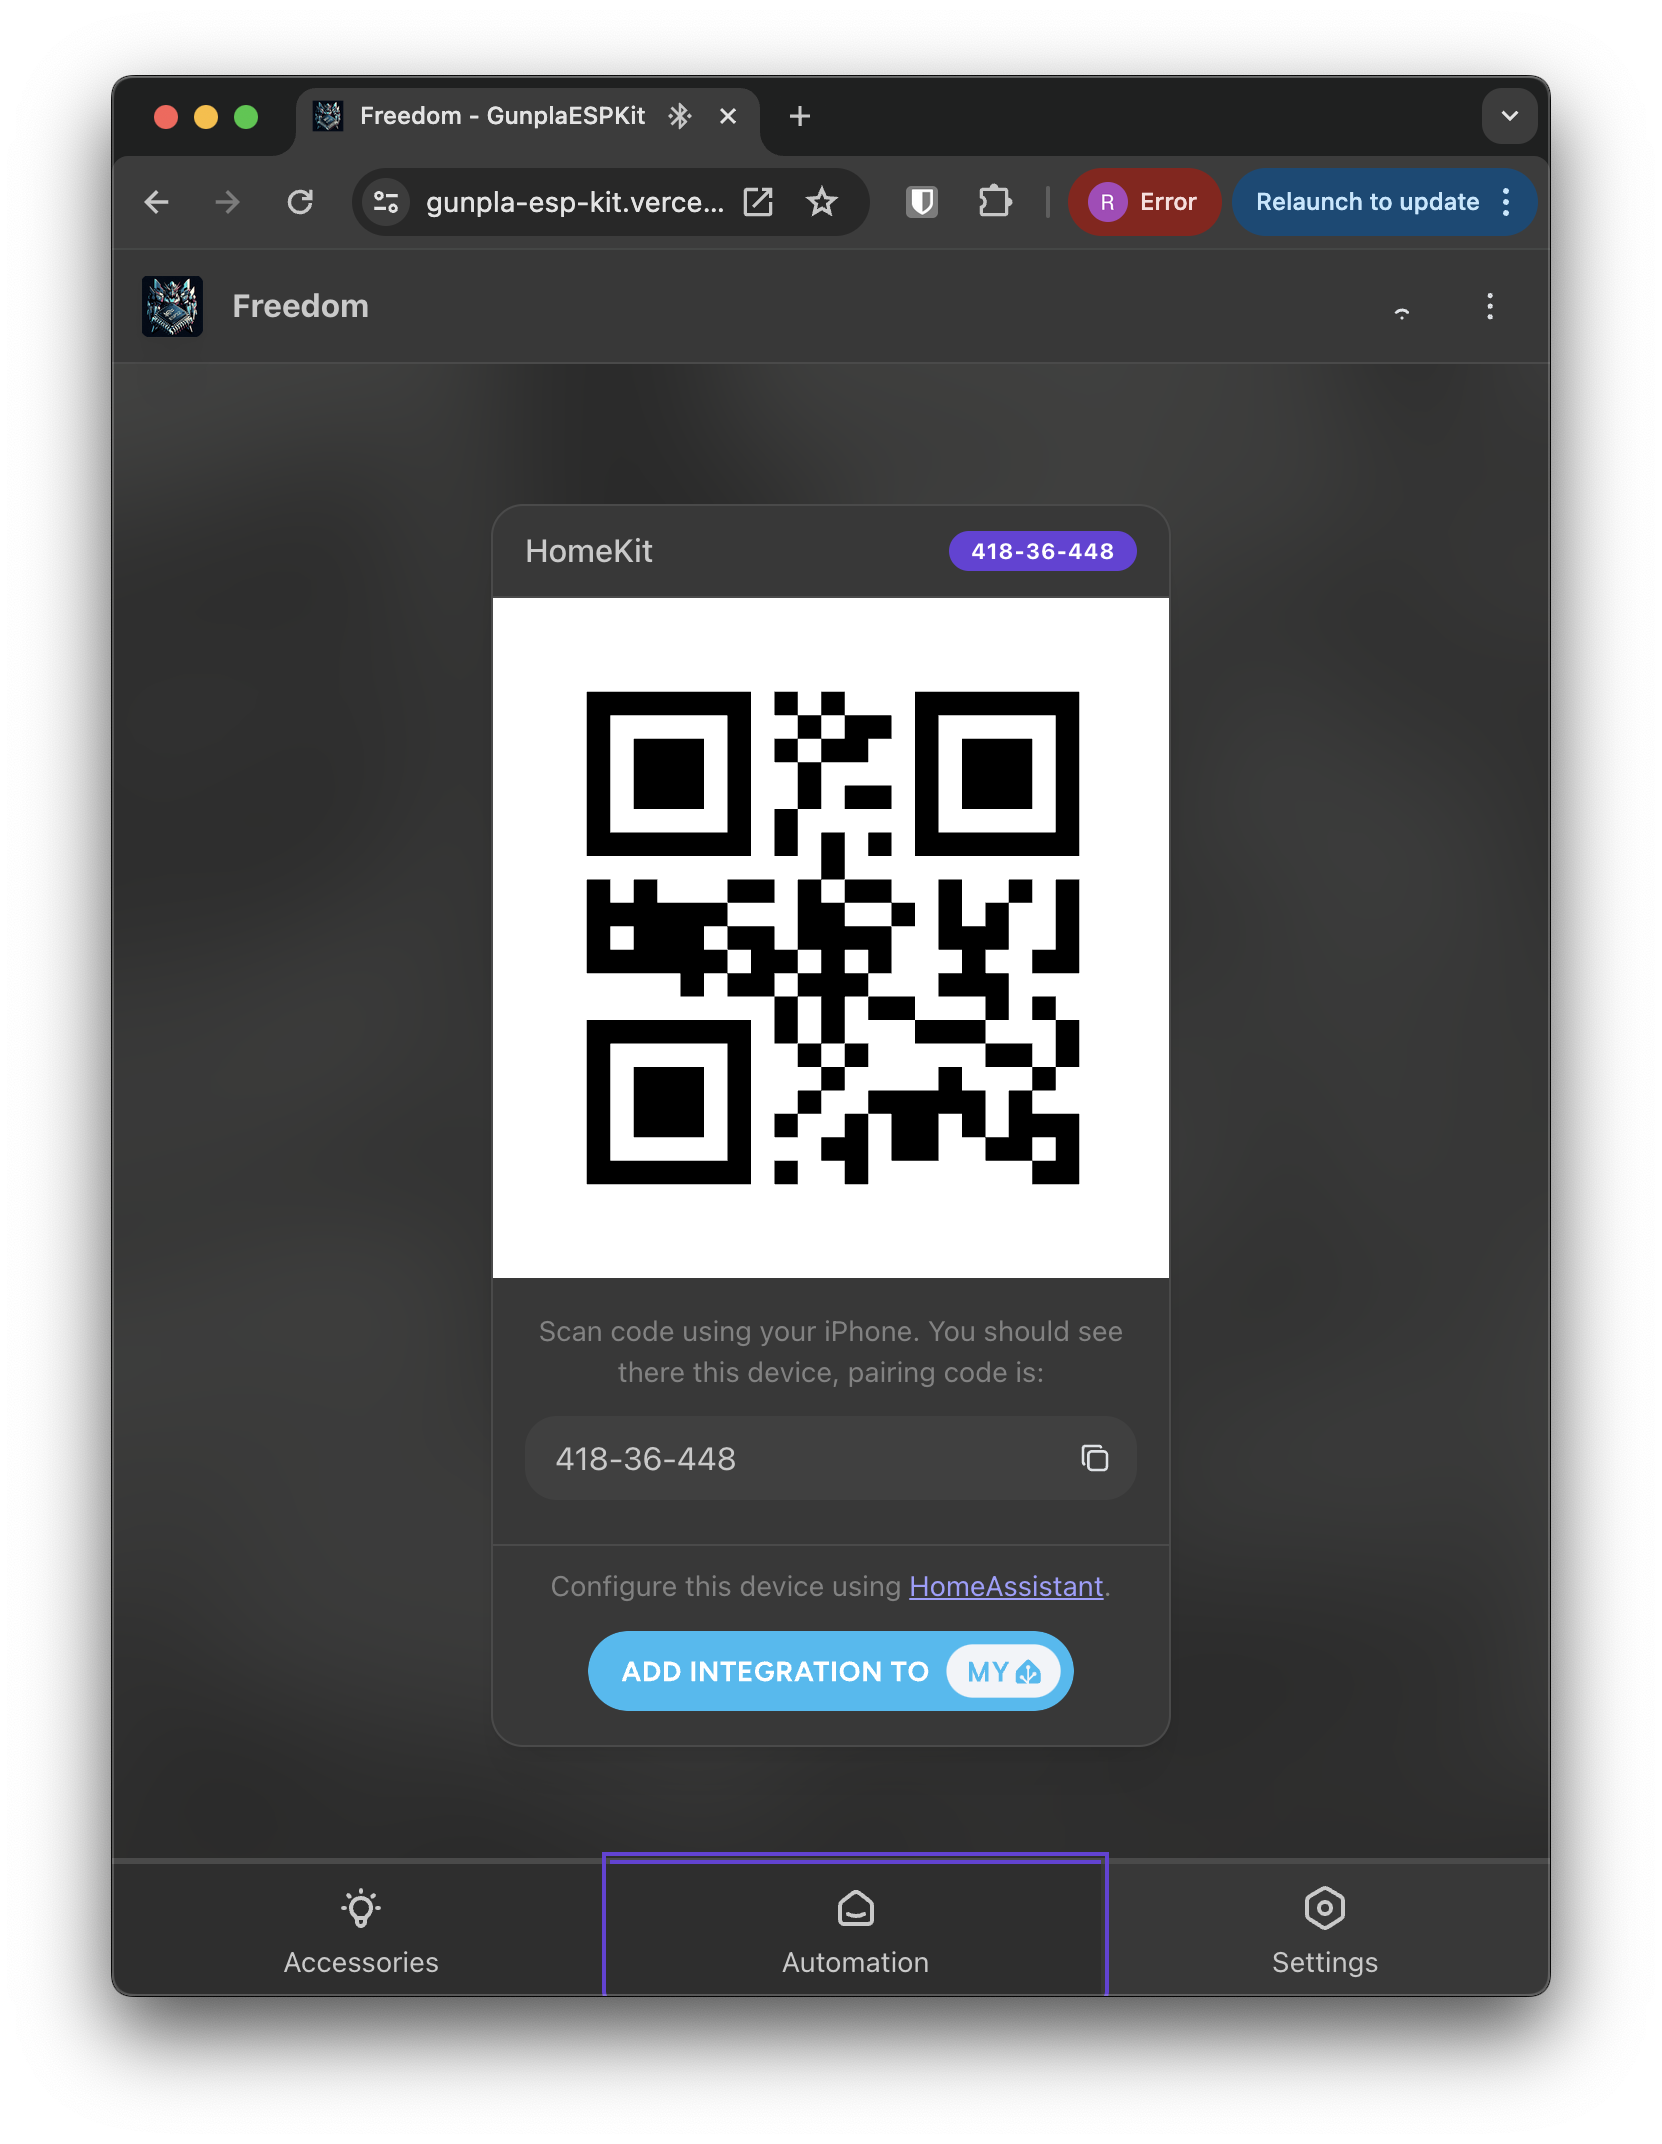 Freedom - GunplaESPKit
gunpla-esp-kit.verce...
R Error
Relaunch to update
Freedom
HomeKit
418-36-448
Scan code using your iPhone. You should see
there this device, pairing code is:
418-36-448
Configure this device using HomeAssistant.
ADD INTEGRATION TO MY
Accessories
Automation
Settings